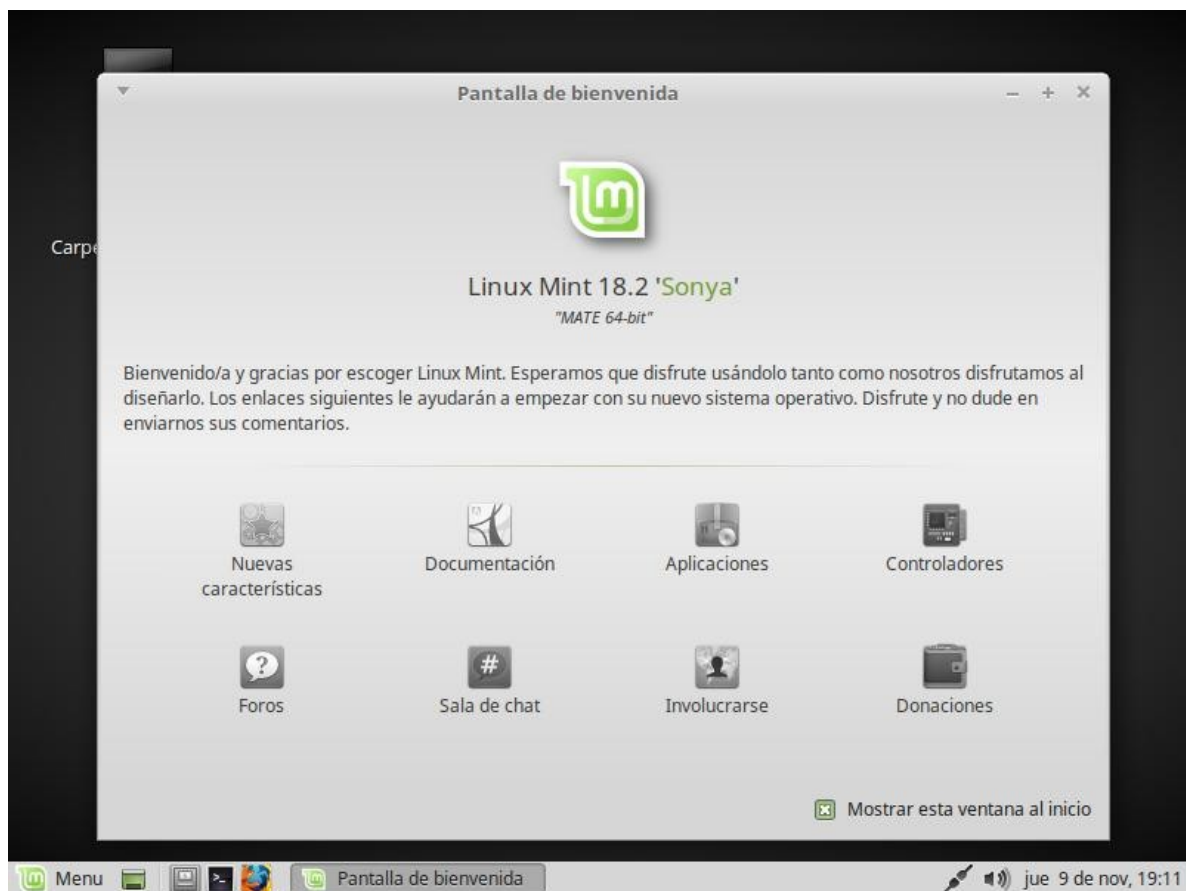 Pantalla de bienvenida
Carpe
Linux Mint 18.2 'Sonya'
"MATE 64-bit"
Bienvenido/a y gracias por escoger Linux Mint. Esperamos que disfrute usándolo tanto como nosotros disfrutamos al
diseñarlo. Los enlaces siguientes le ayudarán a empezar con su nuevo sistema operativo. Disfrute y no dude en
enviarnos sus comentarios.
Nuevas
características
Documentación
Aplicaciones
Controladores
Foros
Sala de chat
Involucrarse
Donaciones
Mostrar esta ventana al inicio
Menu
Pantalla de bienvenida
jue 9 de nov, 19:11